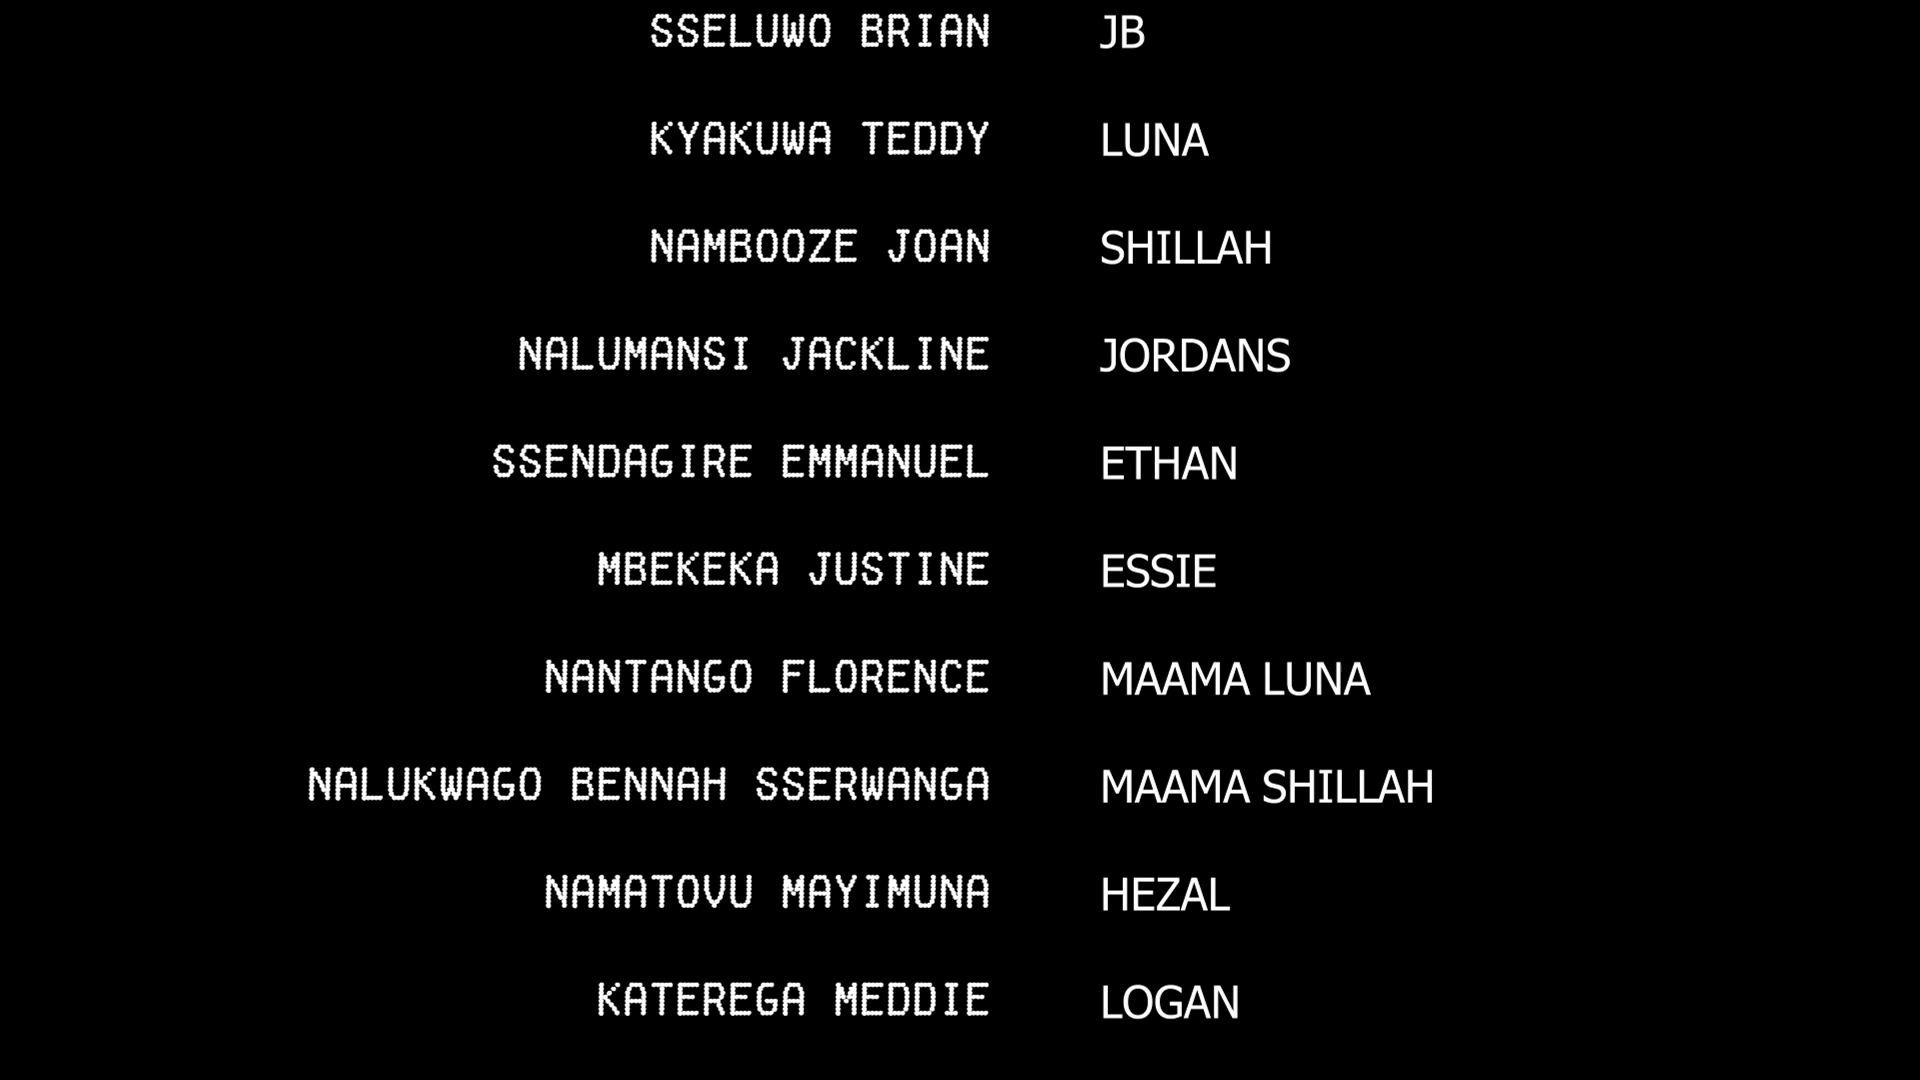 SSELUWO BRIAN JB
KYAKUWA TEDDY LUNA
NAMBOOZE JOAN SHILLAH
NALUMANSI JACKLINE JORDANS
SSENDAGIRE EMMANUEL ETHAN
MBEKEKA JUSTINE ESSIE
NANTANGO FLORENCE MAAMA LUNA
NALUKWAGO BENNAH SSERWANGA MAAMA SHILLAH
NAMATOVU MAYIMUNA HEZAL
KATEREGA MEDDIE LOGAN